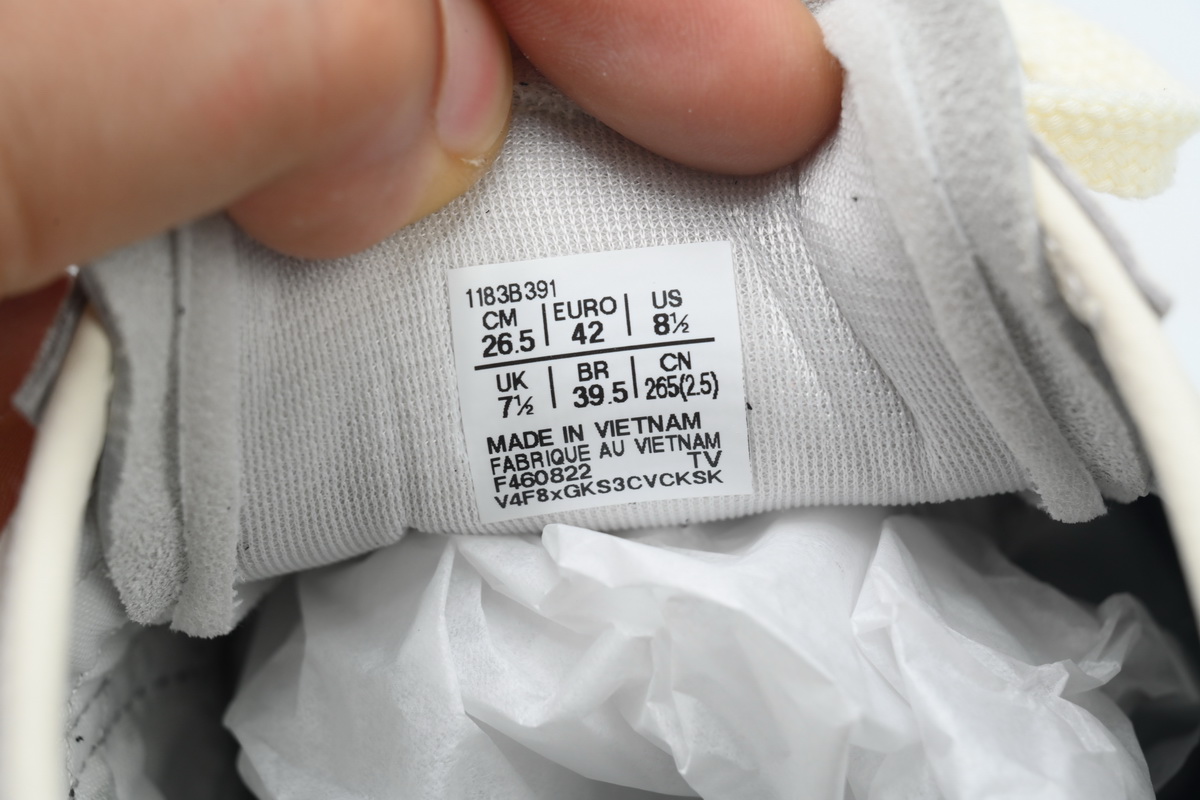 1183B391
CM | EURO | US
26.5 | 42 | 8½
UK | BR | CN
7½ | 39.5 | 265(2.5)
MADE IN VIETNAM
FABRIQUE AU VIETNAM
F460822 TV
V4F8xGKS3CVCKSK